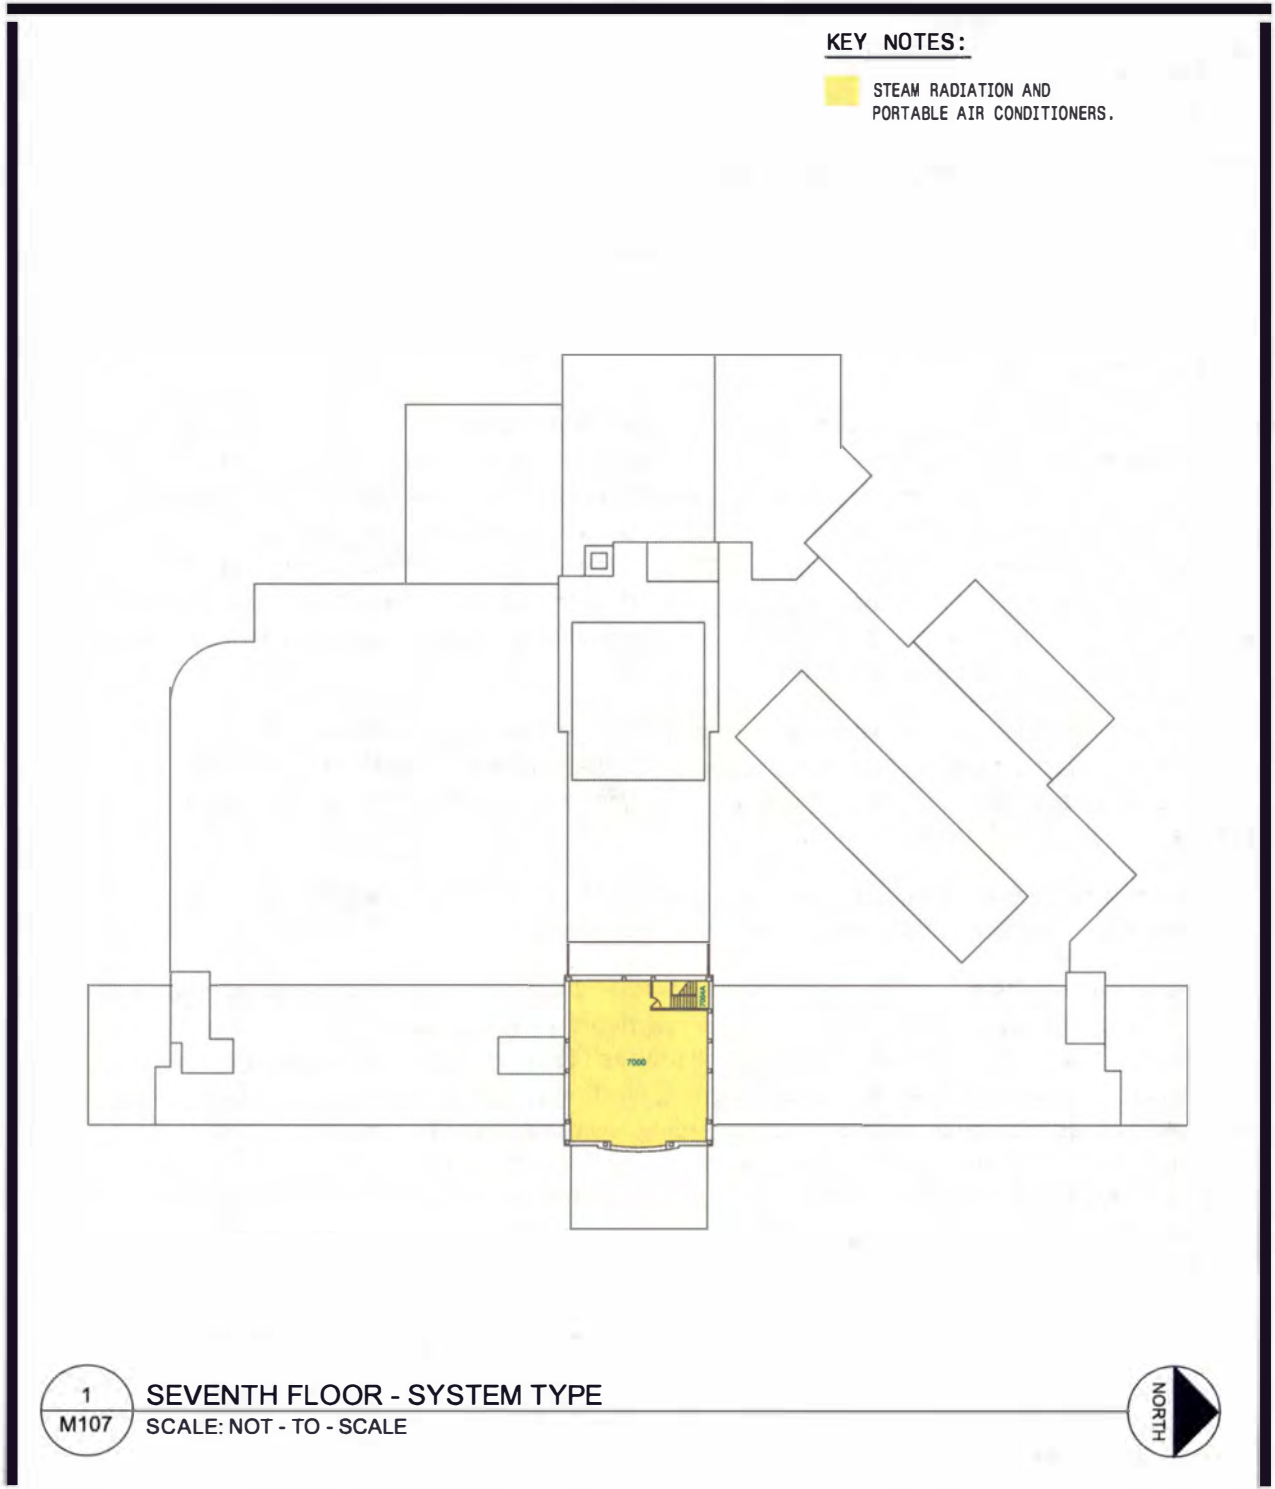 KEY NOTES:
STEAM RADIATION AND
PORTABLE AIR CONDITIONERS.
7000A
7000
1
M107
SEVENTH FLOOR - SYSTEM TYPE
SCALE: NOT - TO - SCALE
NORTH